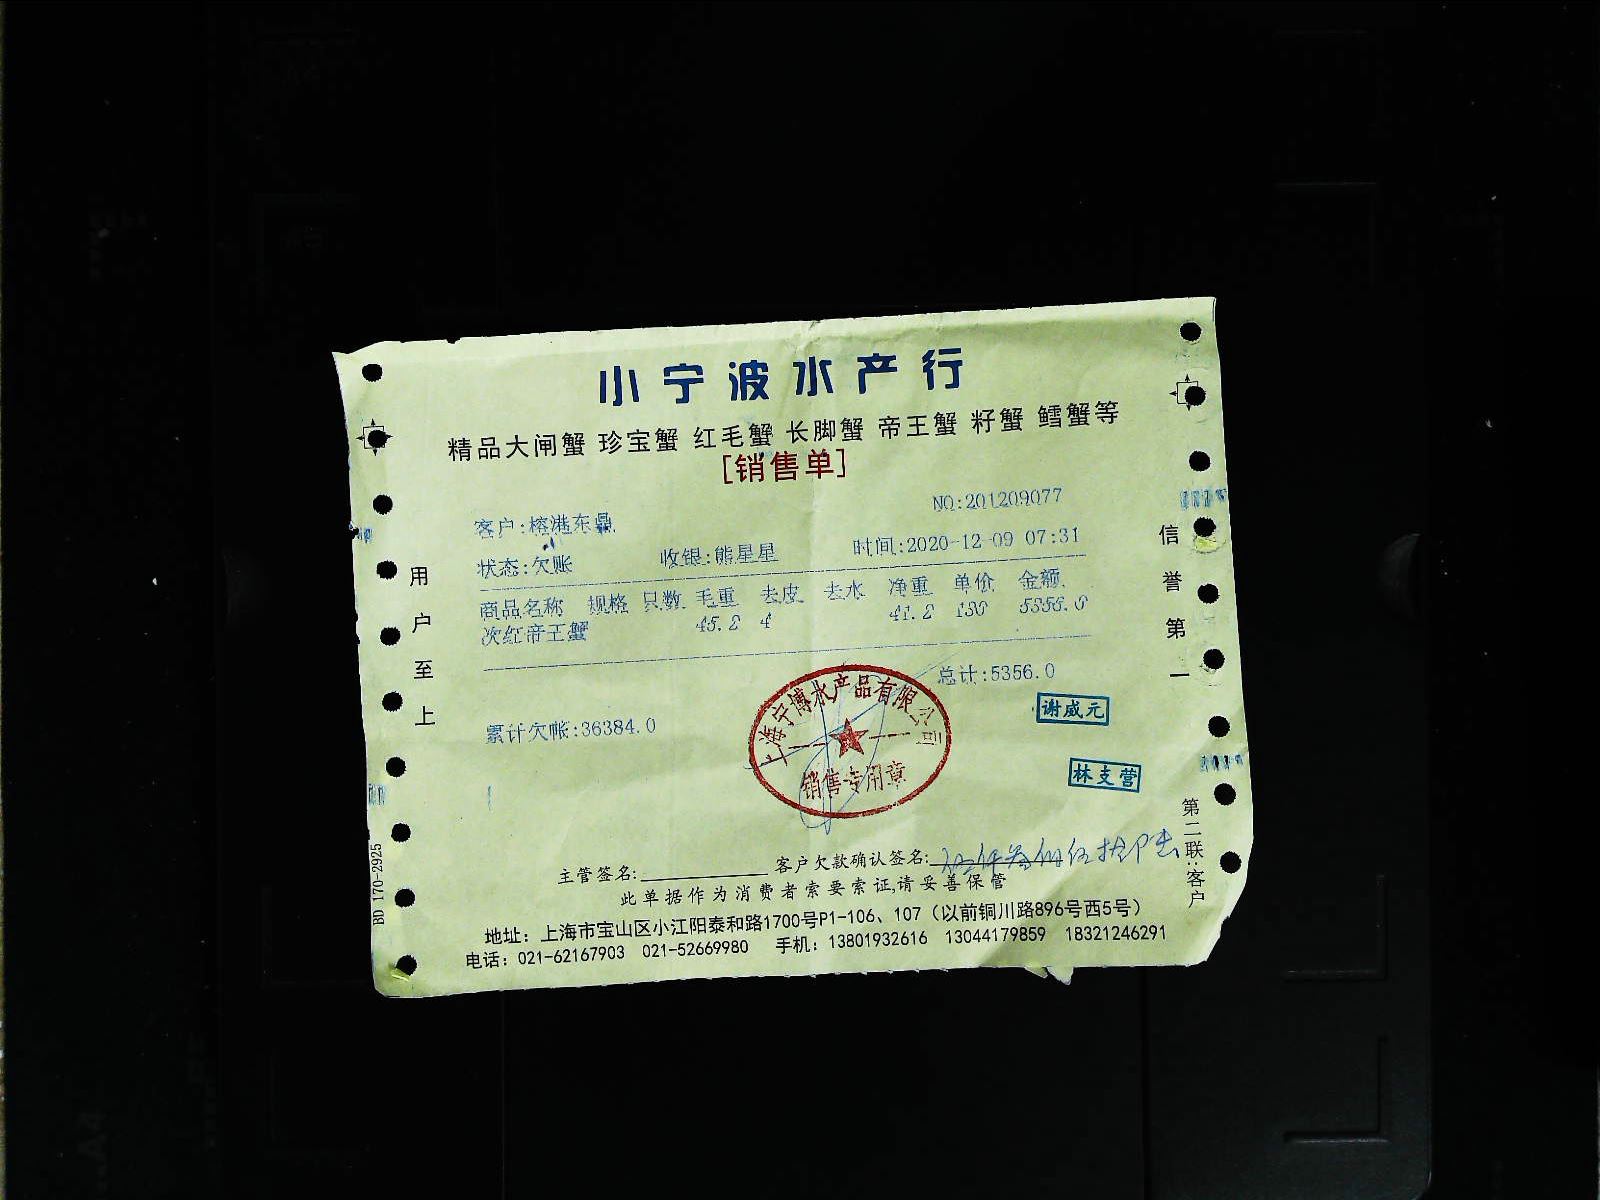 小宁波水产行
精品大闸蟹 珍宝蟹 红毛蟹 长脚蟹 帝王蟹 籽蟹 鳕蟹等
[销售单]
NO:201209077
客户:榕港东鼎
状态:欠账 收银:熊星星 时间:2020-12-09 07:31
商品名称 规格 只数 毛重 去皮 去水 净重 单价 金额
次红帝王蟹 45.2 4 41.2 130 5356.0
总计:5356.0
累计欠帐:36384.0
上海宁博水产品有限公司
销售专用章
谢威元
林支营
用户至上
信誉第一
第二联:客户
BD 170-2925
主管签名: 客户欠款确认签名: 伍仟叁佰伍拾陆
此单据作为消费者索要索证,请妥善保管
地址: 上海市宝山区小江阳泰和路1700号P1-106、107 (以前铜川路896号西5号)
电话: 021-62167903 021-52669980 手机: 13801932616 13044179859 18321246291